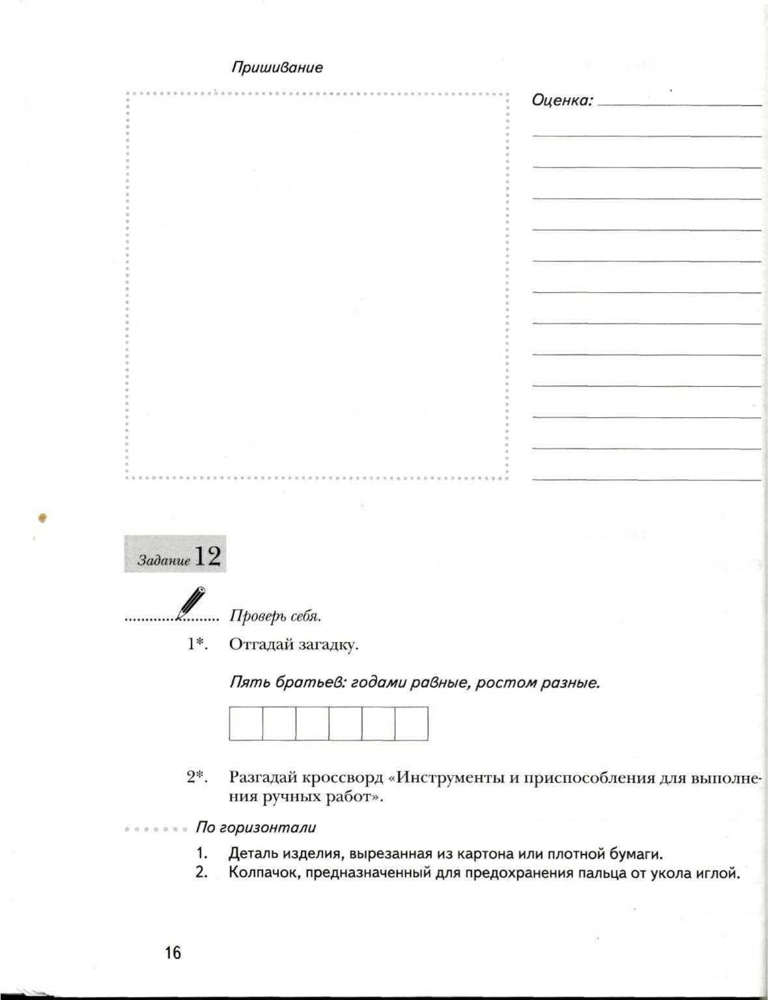 Пришивание
Оценка:
Задание 12
Проверь себя.
1*. Отгадай загадку.
Пять братьев: годами равные, ростом разные.
2*. Разгадай кроссворд «Инструменты и приспособления для выполне-
ния ручных работ».
По горизонтали
1. Деталь изделия, вырезанная из картона или плотной бумаги.
2. Колпачок, предназначенный для предохранения пальца от укола иглой.
16